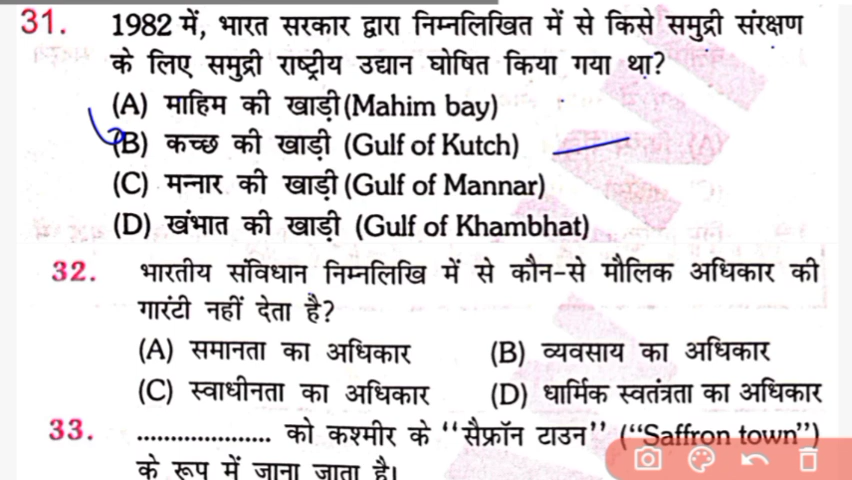 31. 1982 में, भारत सरकार द्वारा निम्नलिखित में से किसे समुद्री संरक्षण
के लिए समुद्री राष्ट्रीय उद्यान घोषित किया गया था?
(A) माहिम की खाड़ी (Mahim bay)
(B) कच्छ की खाड़ी (Gulf of Kutch)
(C) मन्नार की खाड़ी (Gulf of Mannar)
(D) खंभात की खाड़ी (Gulf of Khambhat)
32. भारतीय संविधान निम्नलिखि में से कौन-से मौलिक अधिकार की
गारंटी नहीं देता है?
(A) समानता का अधिकार (B) व्यवसाय का अधिकार
(C) स्वाधीनता का अधिकार (D) धार्मिक स्वतंत्रता का अधिकार
33. .................... को कश्मीर के "सैफ्रॉन टाउन" ("Saffron town")
के रूप में जाना जाता है।